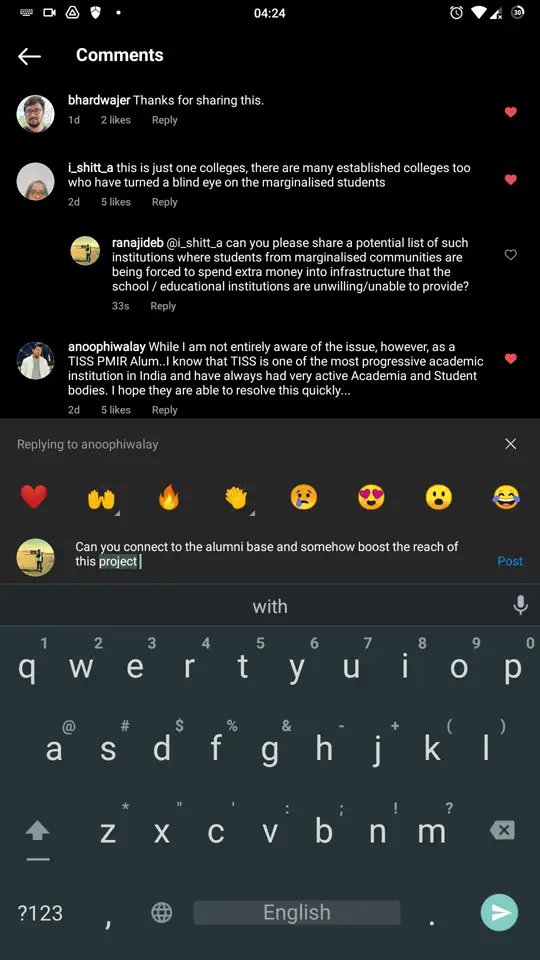 04:24
30
Comments
bhardwajer Thanks for sharing this.
1d 2 likes Reply
i_shitt_a this is just one colleges, there are many established colleges too
who have turned a blind eye on the marginalised students
2d 5 likes Reply
ranajideb @i_shitt_a can you please share a potential list of such
institutions where students from marginalised communities are
being forced to spend extra money into infrastructure that the
school / educational institutions are unwilling/unable to provide?
33s Reply
anoophiwalay While I am not entirely aware of the issue, however, as a
TISS PMIR Alum..I know that TISS is one of the most progressive academic
institution in India and have always had very active Academia and Student
bodies. I hope they are able to resolve this quickly...
2d 5 likes Reply
Replying to anoophiwalay
Can you connect to the alumni base and somehow boost the reach of
this project
Post
with
1 2 3 4 5 6 7 8 9 0
q w e r t y u i o p
@ # $ % & - + ( )
a s d f g h j k l
* " ' : ; ! ?
z x c v b n m
?123 , English .